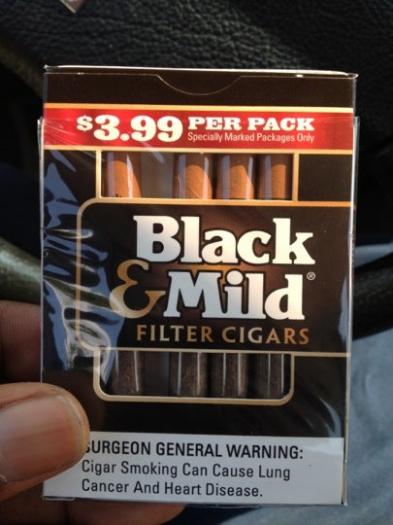 $3.99 PER PACK
Specially Marked Packages Only
Black
& Mild®
FILTER CIGARS
SURGEON GENERAL WARNING:
Cigar Smoking Can Cause Lung
Cancer And Heart Disease.